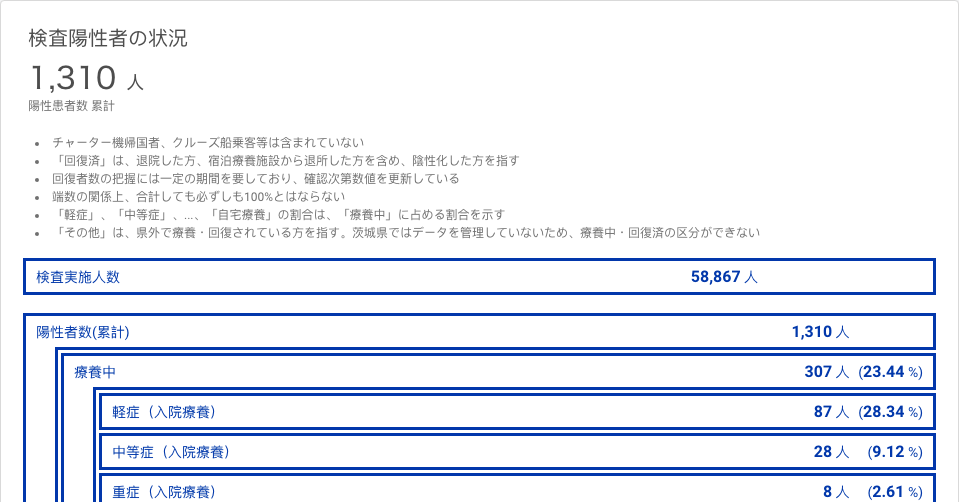 検査陽性者の状況
1,310 人
陽性患者数 累計
• チャーター機帰国者、クルーズ船乗客等は含まれていない
• 「回復済」は、退院した方、宿泊療養施設から退所した方を含め、陰性化した方を指す
• 回復者数の把握には一定の期間を要しており、確認次第数値を更新している
• 端数の関係上、合計しても必ずしも100%とはならない
• 「軽症」、「中等症」、...、「自宅療養」の割合は、「療養中」に占める割合を示す
• 「その他」は、県外で療養・回復されている方を指す。茨城県ではデータを管理していないため、療養中・回復済の区分ができない
検査実施人数 58,867 人
陽性者数(累計) 1,310 人
療養中 307 人 (23.44 %)
軽症（入院療養） 87 人 (28.34 %)
中等症（入院療養） 28 人 (9.12 %)
重症（入院療養） 8 人 (2.61 %)